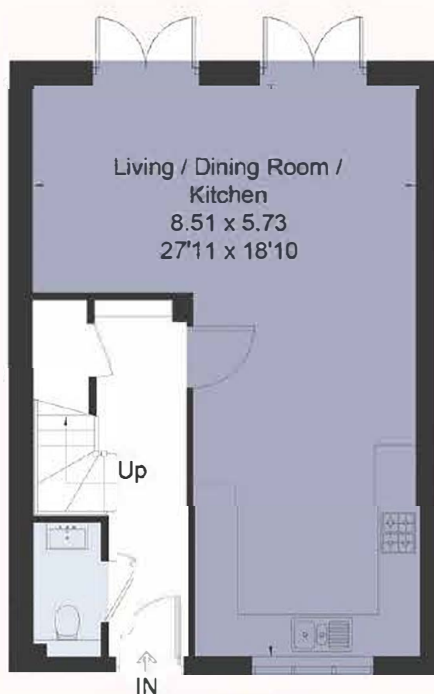 Living / Dining Room /
Kitchen
8.51 x 5.73
27'11 x 18'10
Up
IN